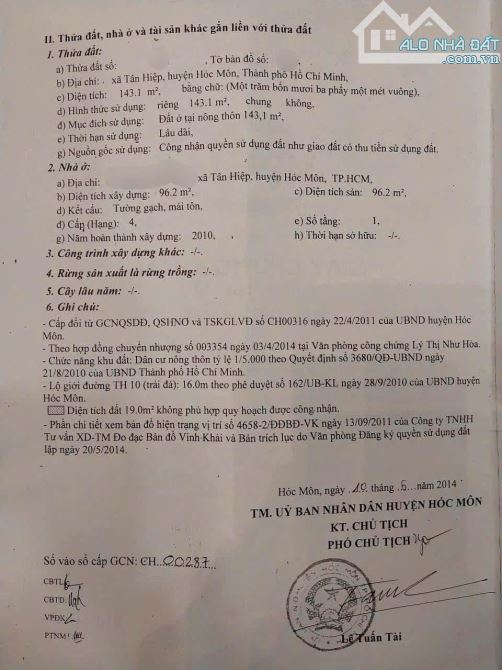 ALO NHÀ ĐẤT
.com.vn
II. Thửa đất, nhà ở và tài sản khác gắn liền với thửa đất
1. Thửa đất:
a) Thửa đất số: , Tờ bản đồ số: .
b) Địa chỉ: xã Tân Hiệp, huyện Hóc Môn, Thành phố Hồ Chí Minh,
c) Diện tích: 143.1 m², bằng chữ: (Một trăm bốn mươi ba phẩy một mét vuông),
d) Hình thức sử dụng: riêng 143.1 m², chung không,
đ) Mục đích sử dụng: Đất ở tại nông thôn 143,1 m²,
e) Thời hạn sử dụng: Lâu dài,
g) Nguồn gốc sử dụng: Công nhận quyền sử dụng đất như giao đất có thu tiền sử dụng đất.
2. Nhà ở:
a) Địa chỉ: xã Tân Hiệp, huyện Hóc Môn, TP.HCM,
b) Diện tích xây dựng: 96.2 m², c) Diện tích sàn: 96.2 m²,
d) Kết cấu: Tường gạch, mái tôn,
đ) Cấp (Hạng): 4, e) Số tầng: 1,
g) Năm hoàn thành xây dựng: 2010, h) Thời hạn sở hữu: -/-.
3. Công trình xây dựng khác: -/-.
4. Rừng sản xuất là rừng trồng: -/-.
5. Cây lâu năm: -/-.
6. Ghi chú:
- Cấp đổi từ GCNQSDĐ, QSHNƠ và TSKGLVĐ số CH00316 ngày 22/4/2011 của UBND huyện Hóc
Môn.
- Theo hợp đồng chuyển nhượng số 003354 ngày 03/4/2014 tại Văn phòng công chứng Lý Thị Như Hòa.
- Chức năng khu đất: Dân cư nông thôn tỷ lệ 1/5.000 theo Quyết định số 3680/QĐ-UBND ngày
21/8/2010 của UBND Thành phố Hồ Chí Minh.
- Lộ giới đường TH 10 (trải đá): 16.0m theo phê duyệt số 162/UB-KL ngày 28/9/2010 của UBND huyện
Hóc Môn.
Diện tích đất 19.0m² không phù hợp quy hoạch được công nhận.
- Phần chi tiết xem bản đồ hiện trạng vị trí số 4658-2/ĐĐBĐ-VK ngày 13/09/2011 của Công ty TNHH
Tư vấn XD-TM Đo đạc Bản đồ Vĩnh Khải và Bản trích lục do Văn phòng Đăng ký quyền sử dụng đất
lập ngày 20/5/2014.
Hóc Môn, ngày 10 tháng 6 năm 2014
TM. UỶ BAN NHÂN DÂN HUYỆN HÓC MÔN
KT. CHỦ TỊCH
PHÓ CHỦ TỊCH
Số vào sổ cấp GCN: CH 00287
CBTL
CBTD
VPĐK
PTNM
Lê Tuấn Tài